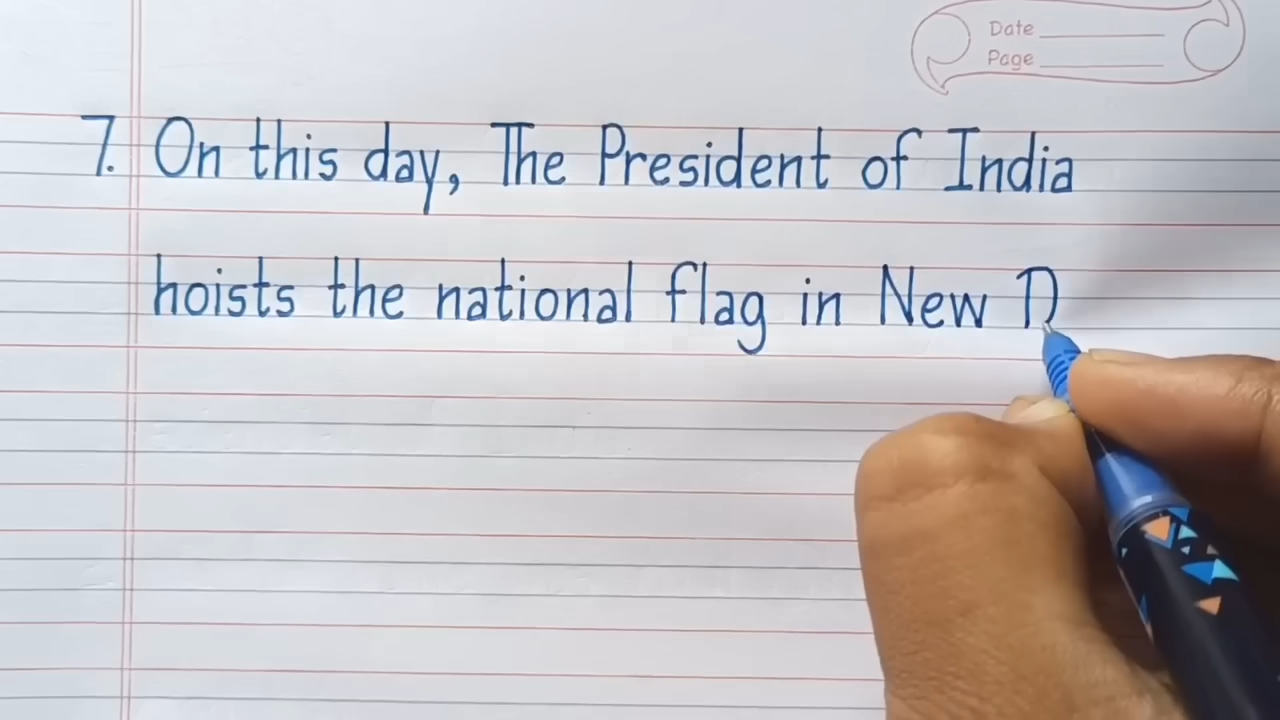 Date
Page
7. On this day, The President of India
hoists the national flag in New D